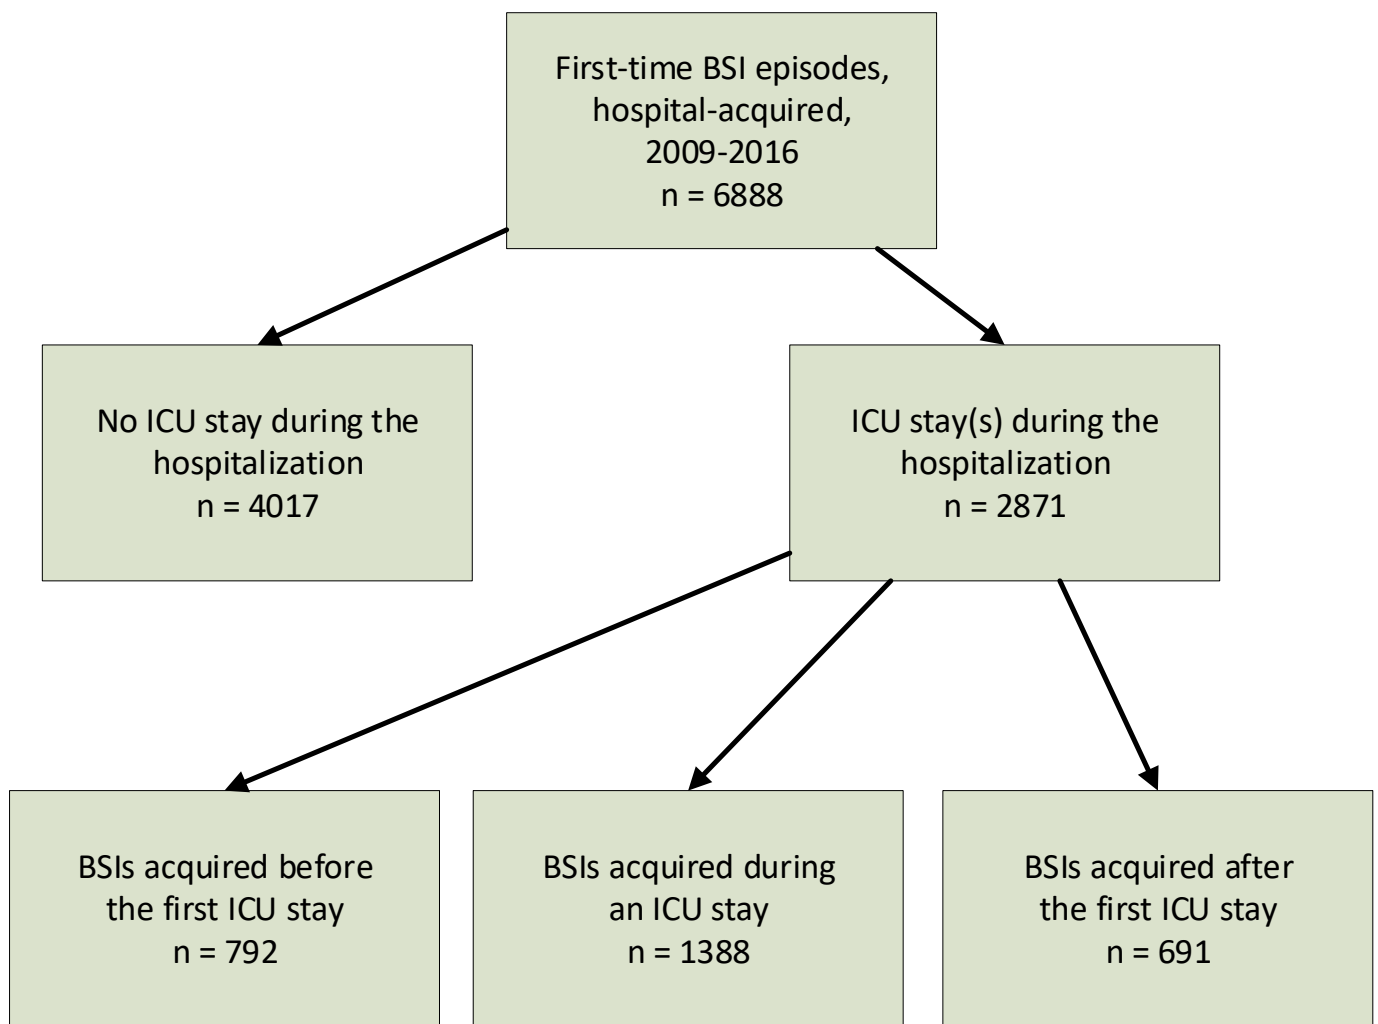 First-time BSI episodes,
hospital-acquired,
2009-2016
n = 6888
No ICU stay during the
hospitalization
n = 4017
ICU stay(s) during the
hospitalization
n = 2871
BSIs acquired before
the first ICU stay
n = 792
BSIs acquired during
an ICU stay
n = 1388
BSIs acquired after
the first ICU stay
n = 691